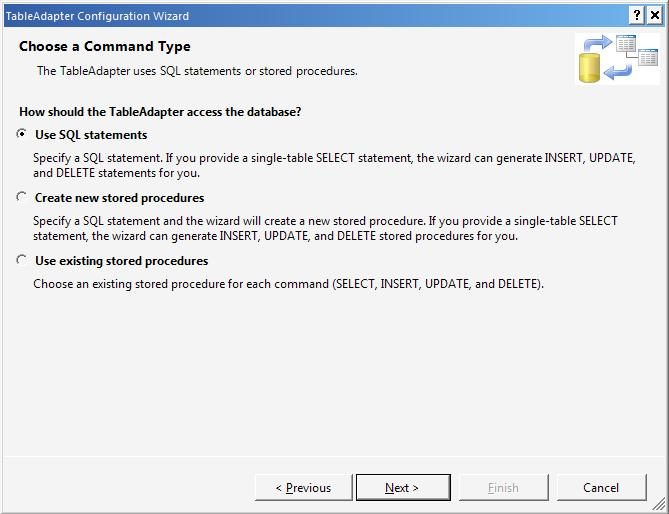 TableAdapter Configuration Wizard
?
Choose a Command Type
The TableAdapter uses SQL statements or stored procedures.
How should the TableAdapter access the database?
Use SQL statements
Specify a SQL statement. If you provide a single-table SELECT statement, the wizard can generate INSERT, UPDATE,
and DELETE statements for you.
Create new stored procedures
Specify a SQL statement and the wizard will create a new stored procedure. If you provide a single-table SELECT
statement, the wizard can generate INSERT, UPDATE, and DELETE stored procedures for you.
Use existing stored procedures
Choose an existing stored procedure for each command (SELECT, INSERT, UPDATE, and DELETE).
< Previous
Next >
Finish
Cancel